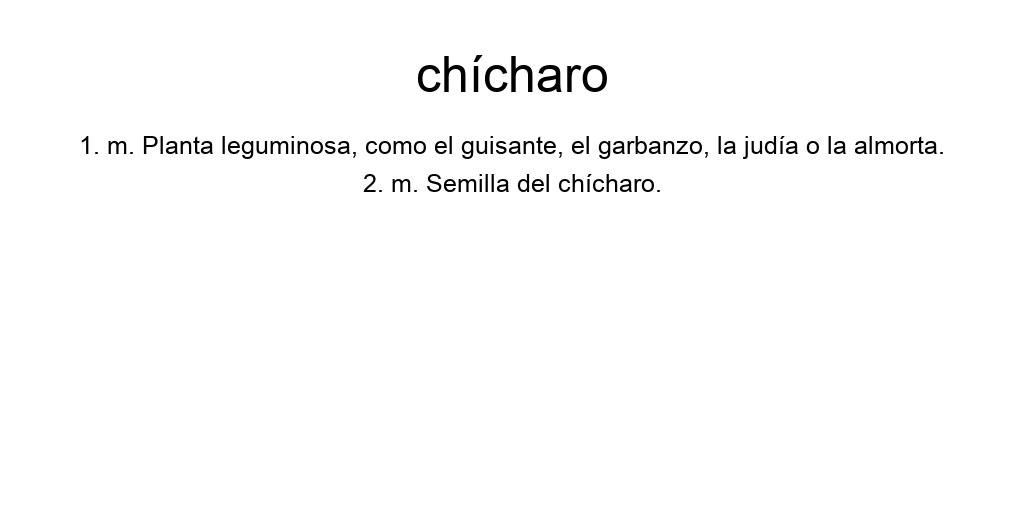 chícharo
1. m. Planta leguminosa, como el guisante, el garbanzo, la judía o la almorta.
2. m. Semilla del chícharo.